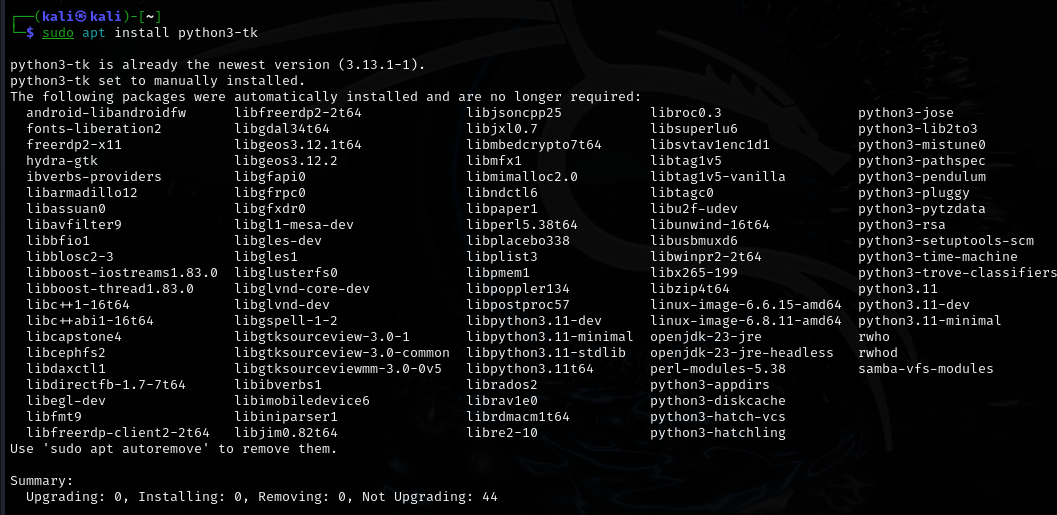 ┌──(kali㉿kali)-[~]
└─$ sudo apt install python3-tk
python3-tk is already the newest version (3.13.1-1).
python3-tk set to manually installed.
The following packages were automatically installed and are no longer required:
  android-libandroidfw    libfreerdp2-2t64    libjsoncpp25    libroc0.3    python3-jose
  fonts-liberation2    libgdal34t64    libjxl0.7    libsuperlu6    python3-lib2to3
  freerdp2-x11    libgeos3.12.1t64    libmbedcrypto7t64    libsvtav1enc1d1    python3-mistune0
  hydra-gtk    libgeos3.12.2    libmfx1    libtag1v5    python3-pathspec
  ibverbs-providers    libgfapi0    libmimalloc2.0    libtag1v5-vanilla    python3-pendulum
  libarmadillo12    libgfrpc0    libndctl6    libtagc0    python3-pluggy
  libassuan0    libgfxdr0    libpaper1    libu2f-udev    python3-pytzdata
  libavfilter9    libgl1-mesa-dev    libperl5.38t64    libunwind-16t64    python3-rsa
  libbfio1    libgles-dev    libplacebo338    libusbmuxd6    python3-setuptools-scm
  libblosc2-3    libgles1    libplist3    libwinpr2-2t64    python3-time-machine
  libboost-iostreams1.83.0    libglusterfs0    libpmem1    libx265-199    python3-trove-classifiers
  libboost-thread1.83.0    libglvnd-core-dev    libpoppler134    libzip4t64    python3.11
  libc++1-16t64    libglvnd-dev    libpostproc57    linux-image-6.6.15-amd64    python3.11-dev
  libc++abi1-16t64    libgspell-1-2    libpython3.11-dev    linux-image-6.8.11-amd64    python3.11-minimal
  libcapstone4    libgtksourceview-3.0-1    libpython3.11-minimal    openjdk-23-jre    rwho
  libcephfs2    libgtksourceview-3.0-common    libpython3.11-stdlib    openjdk-23-jre-headless    rwhod
  libdaxctl1    libgtksourceviewmm-3.0-0v5    libpython3.11t64    perl-modules-5.38    samba-vfs-modules
  libdirectfb-1.7-7t64    libibverbs1    librados2    python3-appdirs
  libegl-dev    libimobiledevice6    librav1e0    python3-diskcache
  libfmt9    libiniparser1    librdmacm1t64    python3-hatch-vcs
  libfreerdp-client2-2t64    libjim0.82t64    libre2-10    python3-hatchling
Use 'sudo apt autoremove' to remove them.
Summary:
  Upgrading: 0, Installing: 0, Removing: 0, Not Upgrading: 44